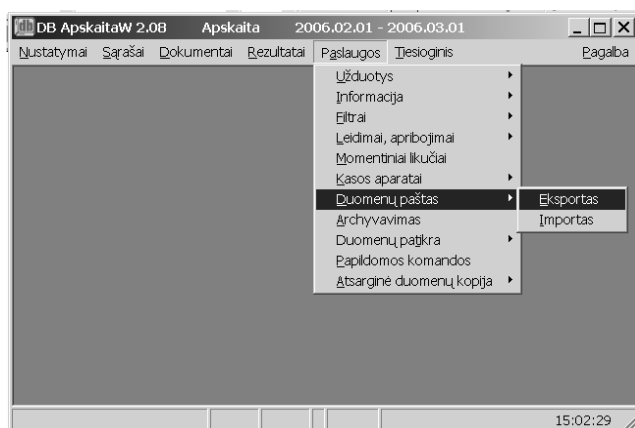 DB ApskaitaW 2.08 Apskaita 2006.02.01 - 2006.03.01
Nustatymai Sąrašai Dokumentai Rezultatai Paslaugos Tiesioginis Pagalba
Užduotys
Informacija
Filtrai
Leidimai, apribojimai
Momentiniai likučiai
Kasos aparatai
Duomenų paštas
Eksportas
Archyvavimas
Importas
Duomenų patikra
Papildomos komandos
Atsarginė duomenų kopija
15:02:29